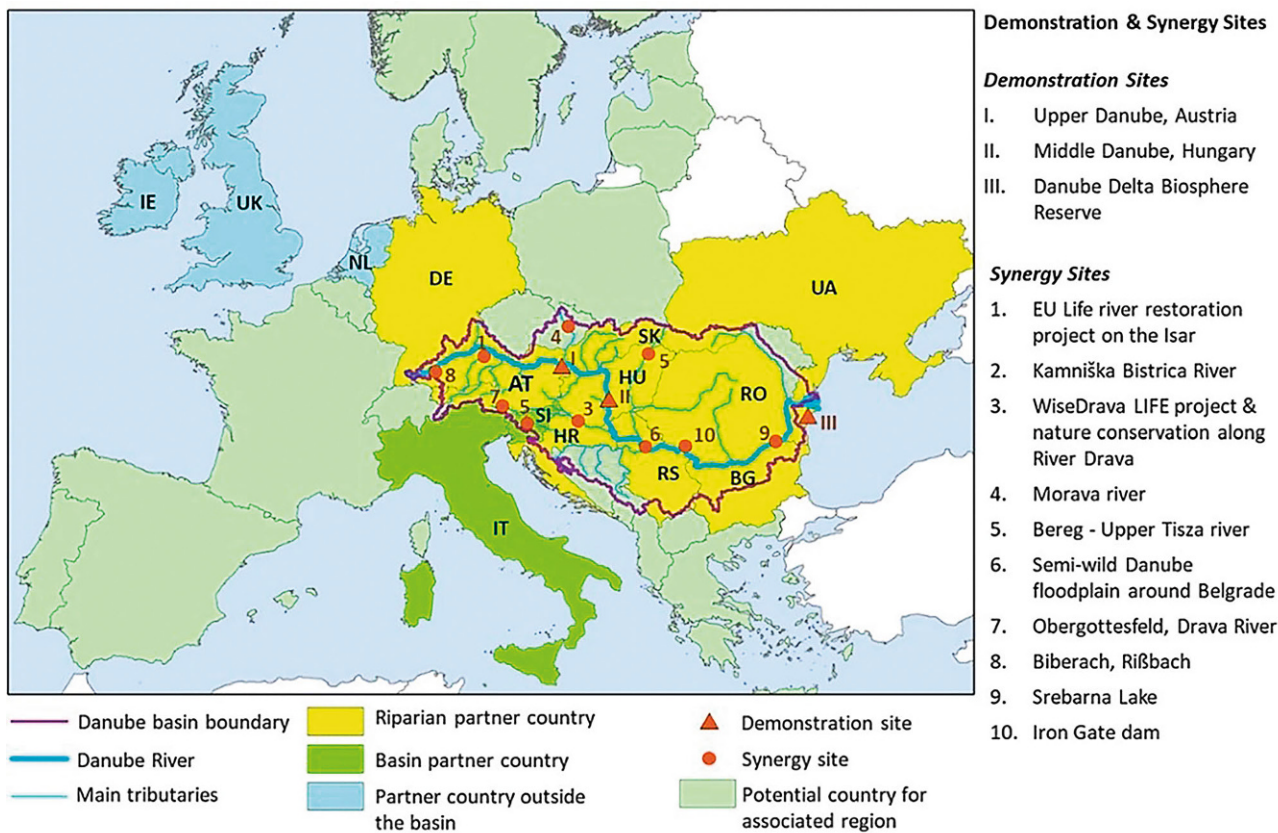 IE
UK
NL
DE
UA
4
SK
1
I
5
8
AT
HU
7
5
SI
3
II
RO
HR
6
10
9
III
RS
BG
IT
Demonstration & Synergy Sites
Demonstration Sites
I. Upper Danube, Austria
II. Middle Danube, Hungary
III. Danube Delta Biosphere
Reserve
Synergy Sites
1. EU Life river restoration
project on the Isar
2. Kamniška Bistrica River
3. WiseDrava LIFE project &
nature conservation along
River Drava
4. Morava river
5. Bereg - Upper Tisza river
6. Semi-wild Danube
floodplain around Belgrade
7. Obergottesfeld, Drava River
8. Biberach, Rißbach
9. Srebarna Lake
10. Iron Gate dam
Danube basin boundary
Danube River
Main tributaries
Riparian partner country
Basin partner country
Partner country outside
the basin
Demonstration site
Synergy site
Potential country for
associated region